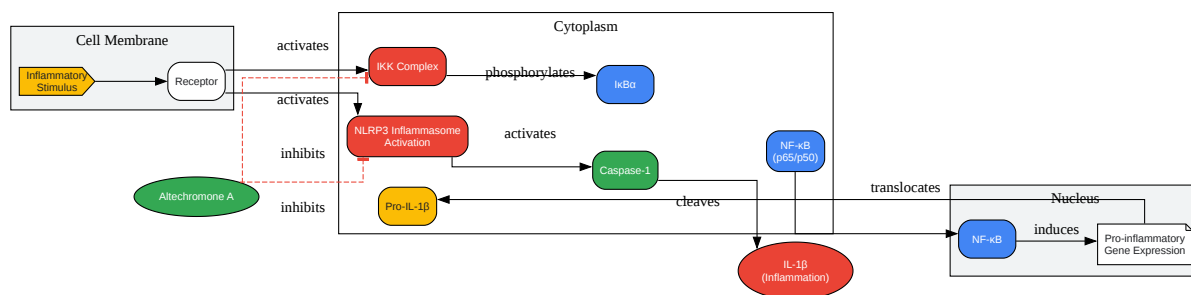 Cell Membrane
Inflammatory
Stimulus
Receptor
activates
activates
inhibits
inhibits
Altechrome A
Cytoplasm
IKK Complex
phosphorylates
IκBα
NLRP3 Inflammasome
Activation
activates
Caspase-1
NF-κB
(p65/p50)
Pro-IL-1β
cleaves
IL-1β
(Inflammation)
translocates
Nucleus
NF-κB
induces
Pro-inflammatory
Gene Expression